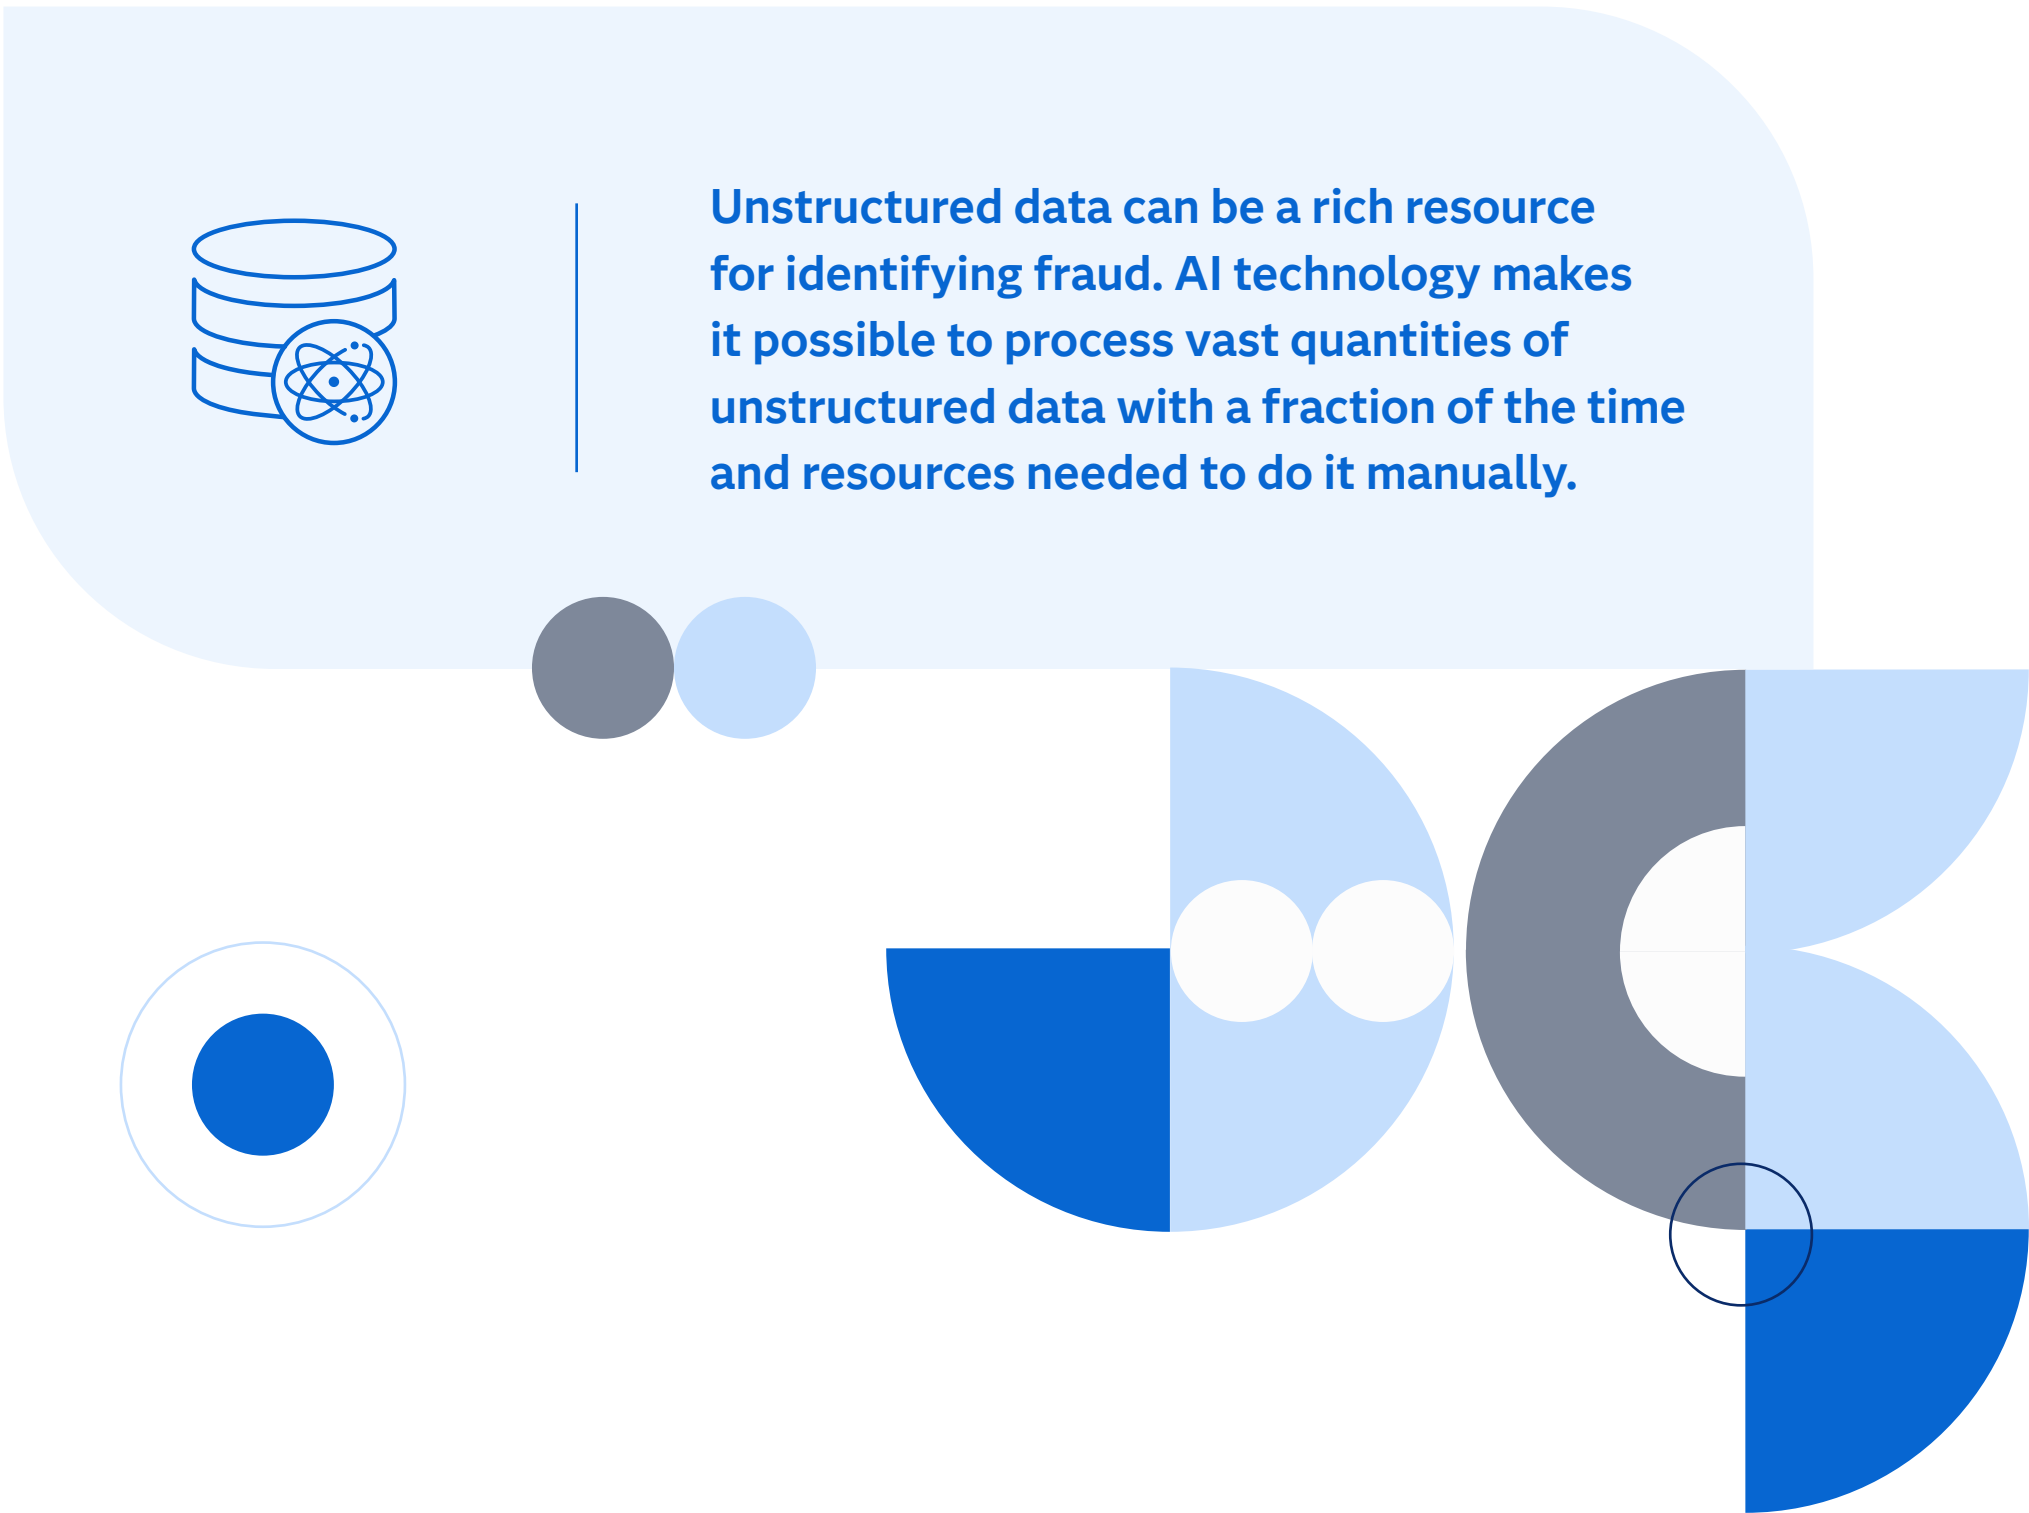 Unstructured data can be a rich resource
for identifying fraud. AI technology makes
it possible to process vast quantities of
unstructured data with a fraction of the time
and resources needed to do it manually.